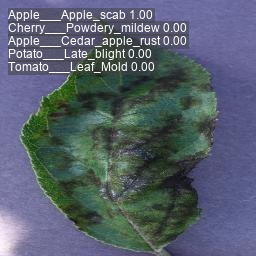 Apple___Apple_scab 1.00
Cherry___Powdery_mildew 0.00
Apple___Cedar_apple_rust 0.00
Potato___Late_blight 0.00
Tomato___Leaf_Mold 0.00